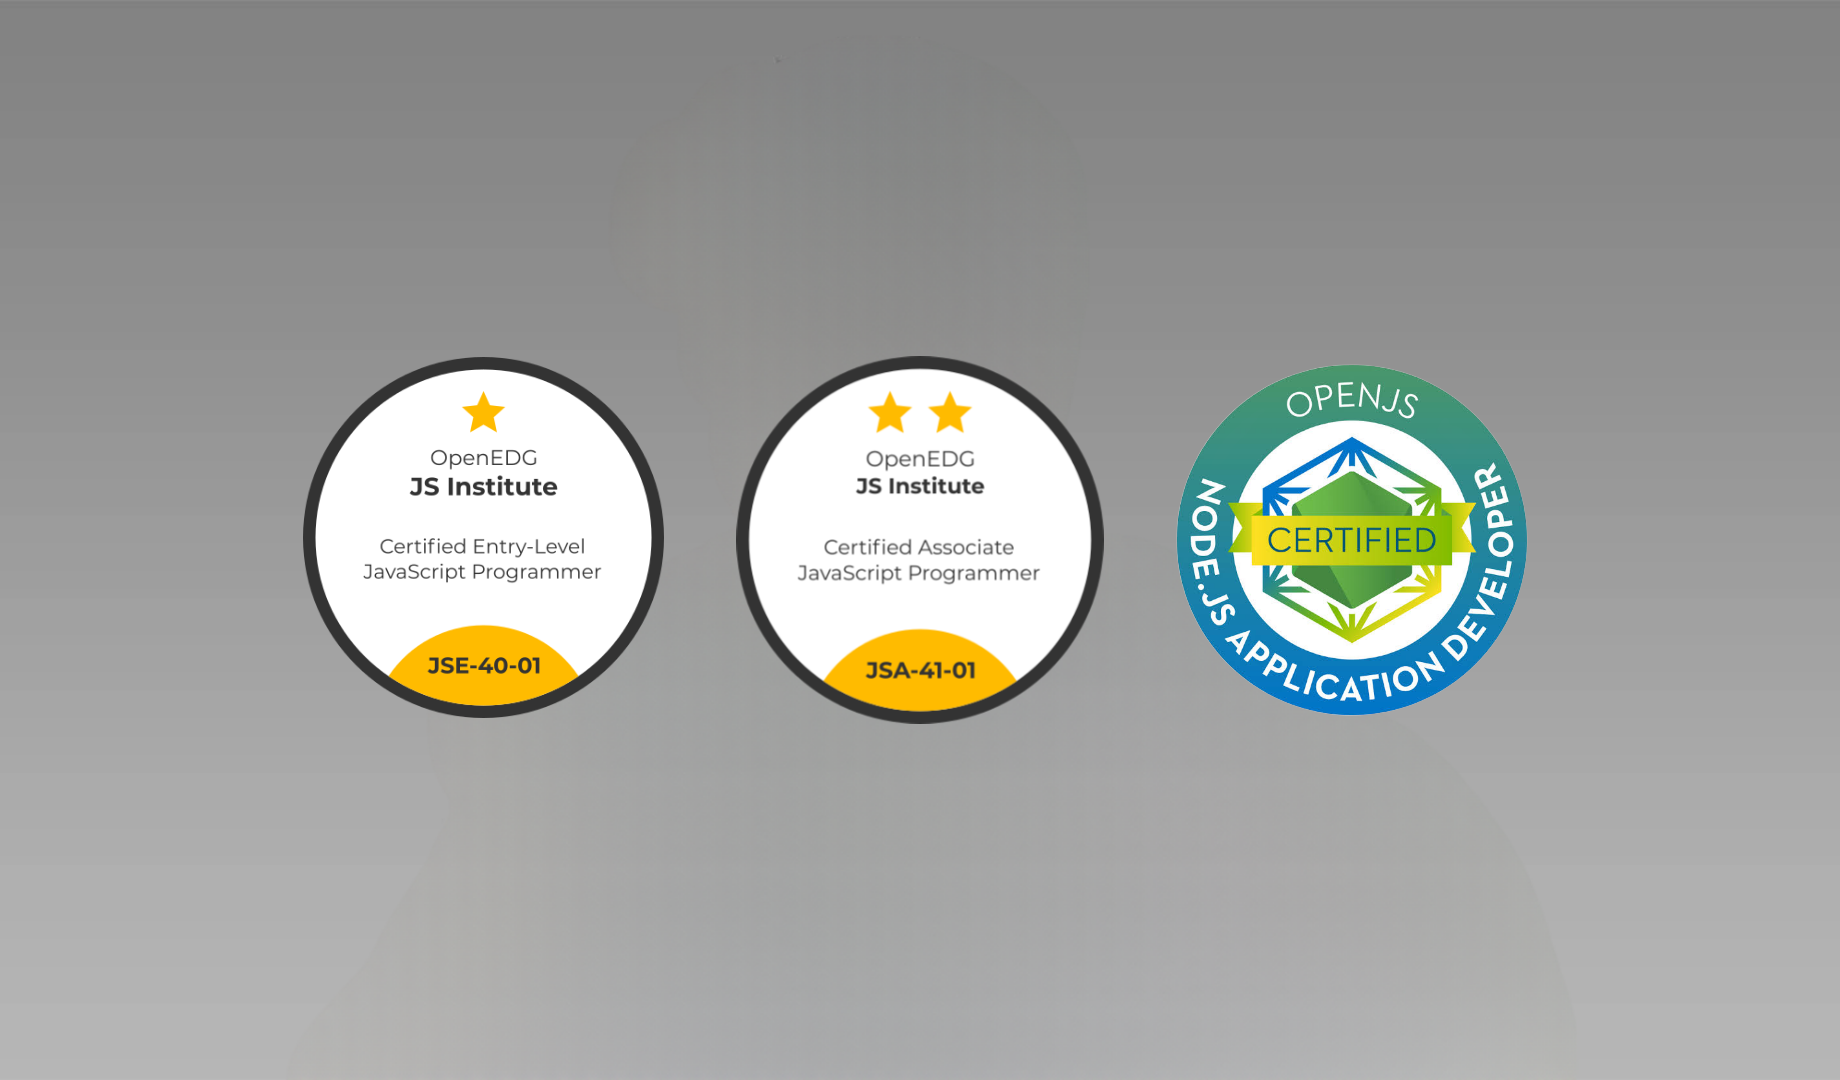 OpenEDG
JS Institute
Certified Entry-Level
JavaScript Programmer
JSE-40-01
OpenEDG
JS Institute
Certified Associate
JavaScript Programmer
JSA-41-01
OPENJS
CERTIFIED
NODE.JS APPLICATION DEVELOPER